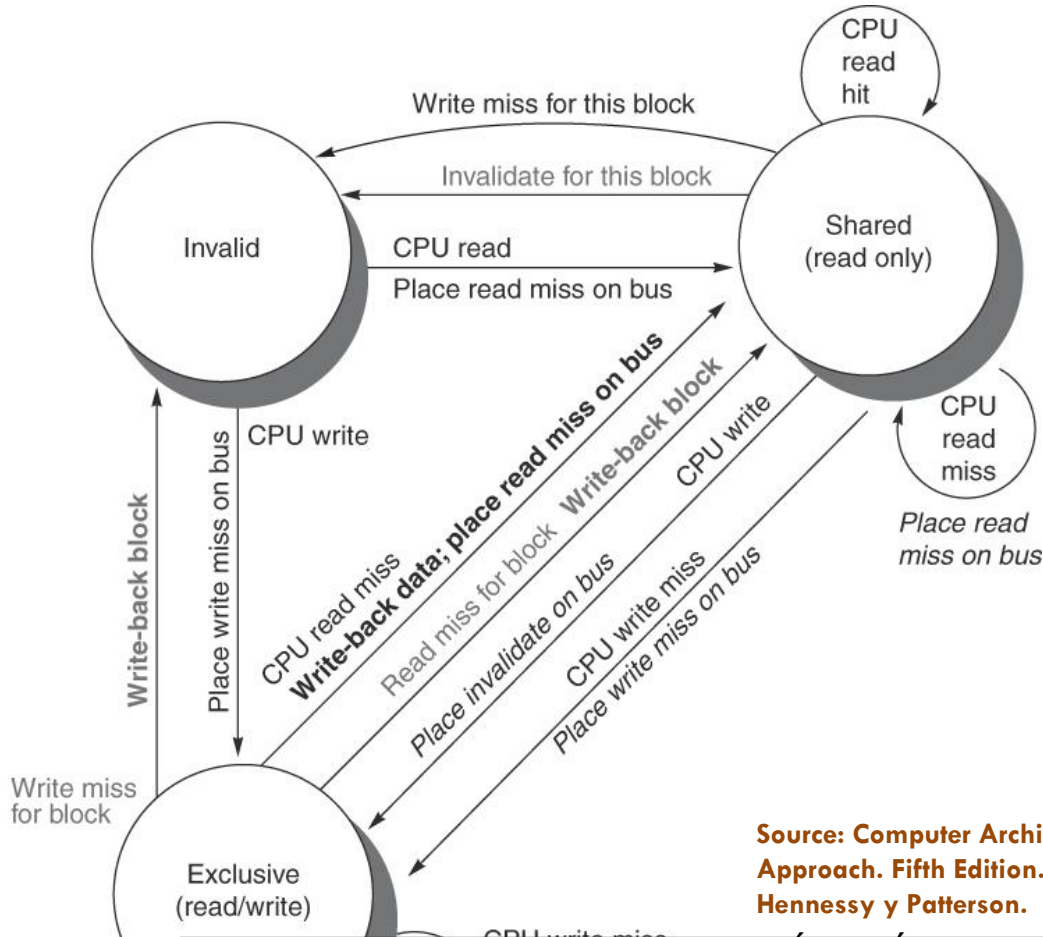 CPU
read
hit
Write miss for this block
Invalidate for this block
Invalid
Shared
(read only)
CPU read
Place read miss on bus
CPU write
Place write miss on bus
Write-back block
Write miss
for block
CPU read miss
Write-back data; place read miss on bus
Read miss for block Write-back block
CPU write
Place invalidate on bus
CPU write miss
Place write miss on bus
CPU
read
miss
Place read
miss on bus
Exclusive
(read/write)
CPU write miss
Source: Computer Archi
Approach. Fifth Edition.
Hennessy y Patterson.